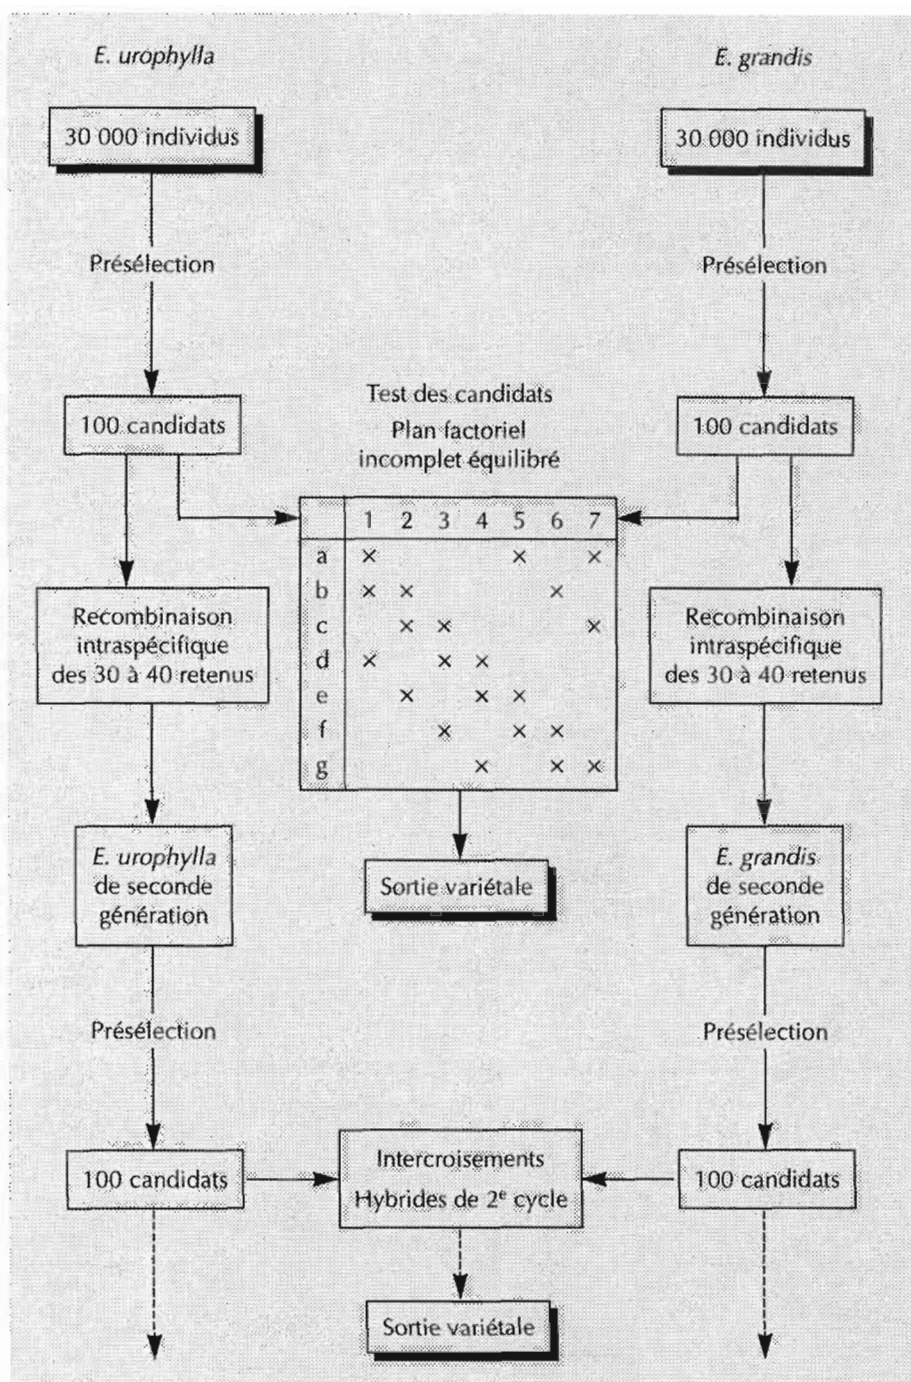 E. urophylla
E. grandis
30 000 individus
30 000 individus
Présélection
Présélection
100 candidats
Test des candidats
Plan factoriel
incomplet équilibré
100 candidats
1 2 3 4 5 6 7
a × × ×
b × × ×
c × × ×
d × × ×
e × × ×
f × × ×
g × × ×
Recombinaison
intraspécifique
des 30 à 40 retenus
Recombinaison
intraspécifique
des 30 à 40 retenus
Sortie variétale
E. urophylla
de seconde
génération
E. grandis
de seconde
génération
Présélection
Présélection
100 candidats
Intercroisements
Hybrides de 2e cycle
100 candidats
Sortie variétale